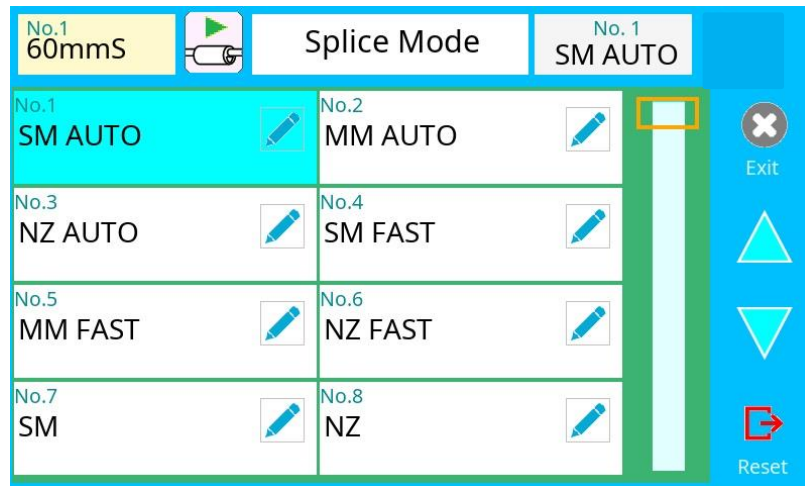 No.1
60mmS
Splice Mode
No. 1
SM AUTO
No.1
SM AUTO
No.2
MM AUTO
Exit
No.3
NZ AUTO
No.4
SM FAST
No.5
MM FAST
No.6
NZ FAST
No.7
SM
No.8
NZ
Reset